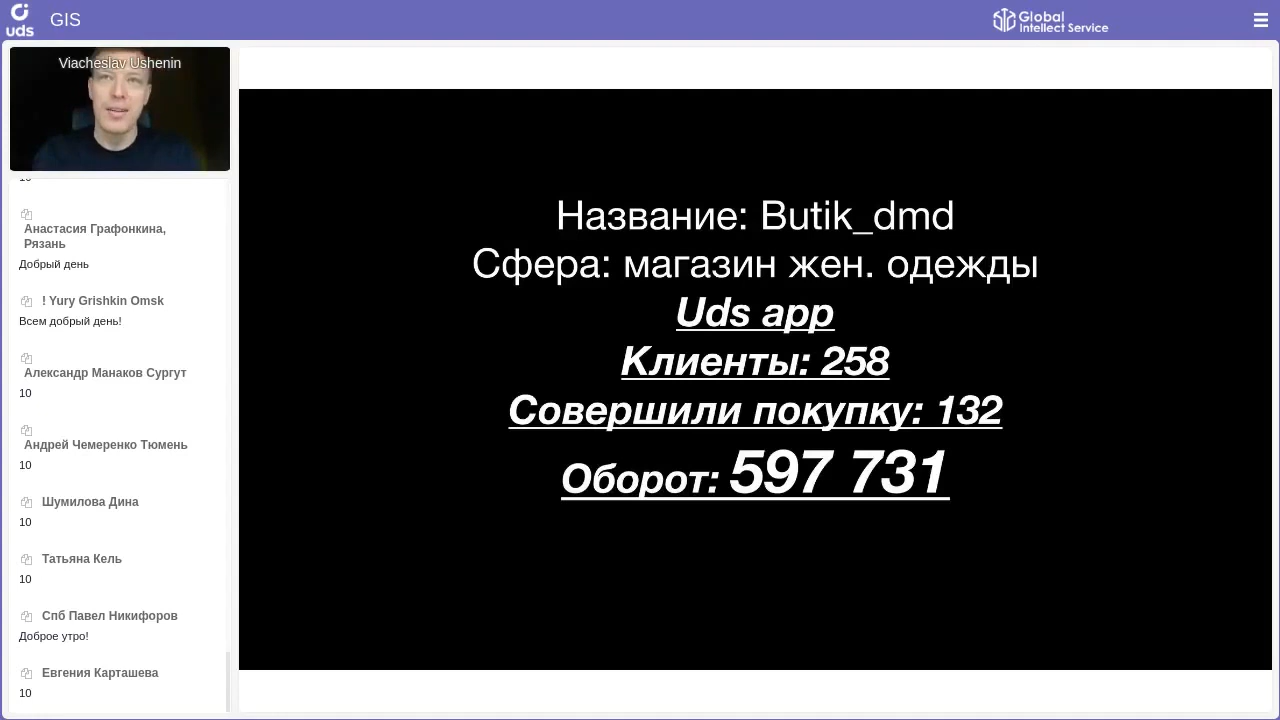 uds
GIS
Global
Intellect Service
Viacheslav Ushenin
Анастасия Графонкина,
Рязань
Добрый день
! Yury Grishkin Omsk
Всем добрый день!
Александр Манаков Сургут
10
Андрей Чемеренко Тюмень
10
Шумилова Дина
10
Татьяна Кель
10
Спб Павел Никифоров
Доброе утро!
Евгения Карташева
10
Название: Butik_dmd
Сфера: магазин жен. одежды
Uds app
Клиенты: 258
Совершили покупку: 132
Оборот: 597 731